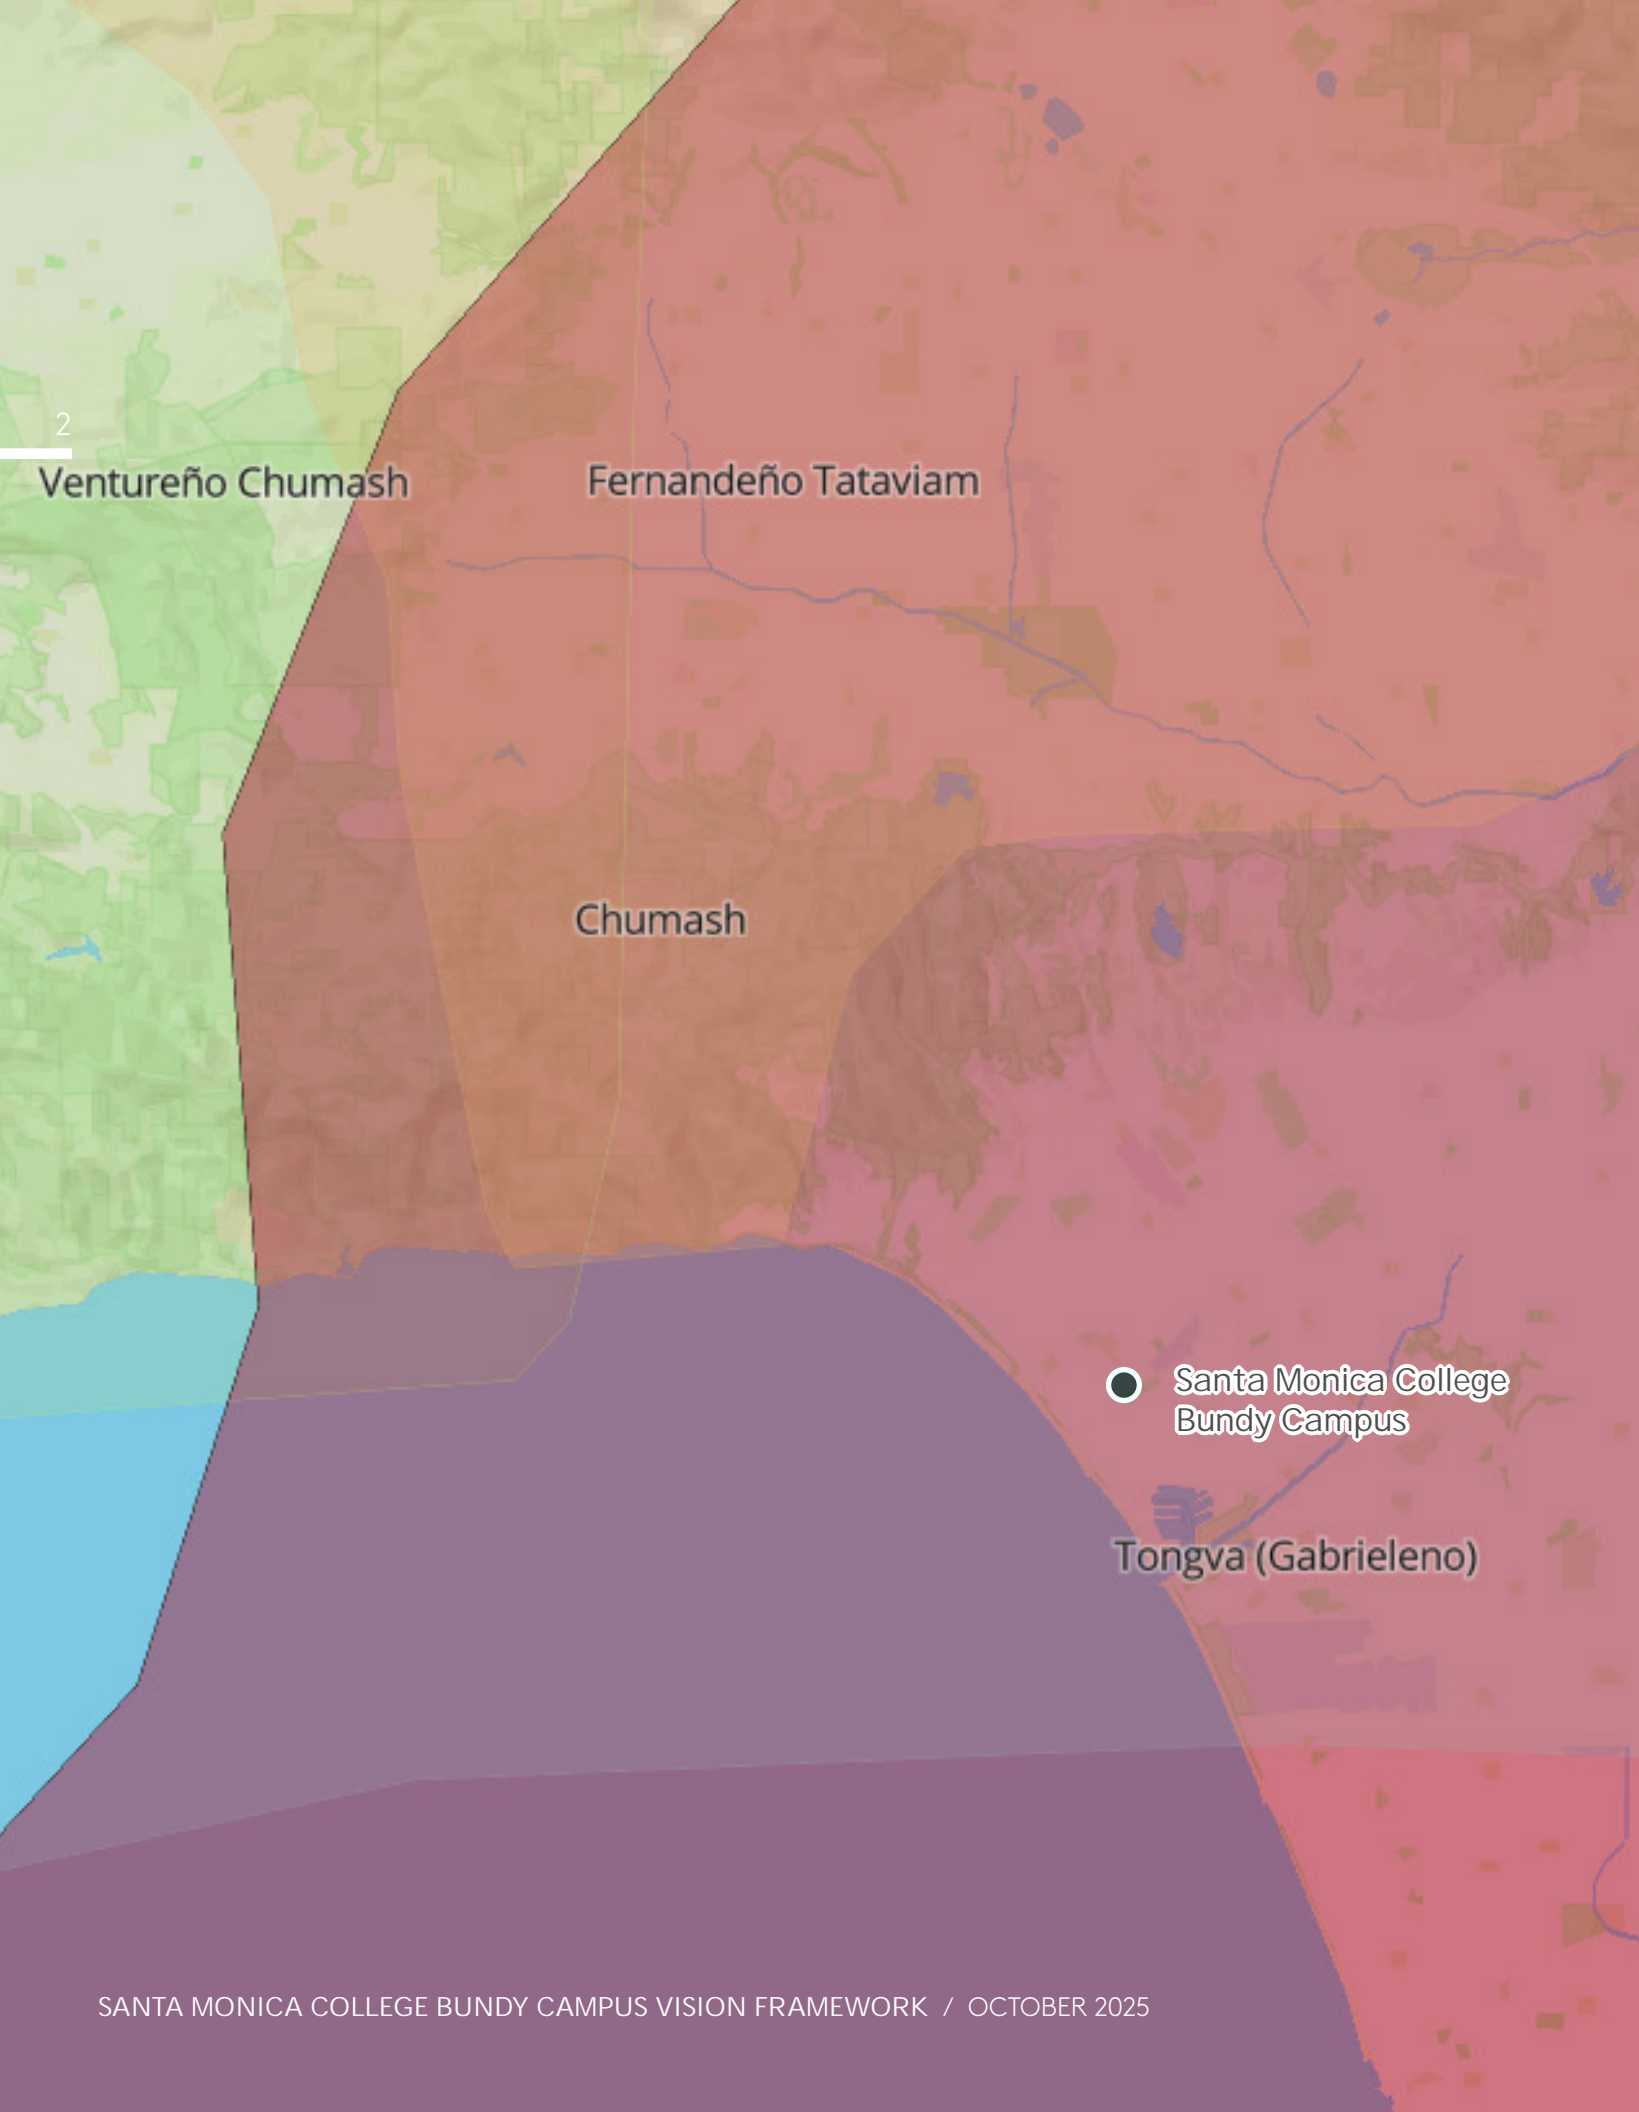 2
Ventureño Chumash
Fernandeño Tataviam
Chumash
Santa Monica College
Bundy Campus
Tongva (Gabrieleno)
SANTA MONICA COLLEGE BUNDY CAMPUS VISION FRAMEWORK / OCTOBER 2025